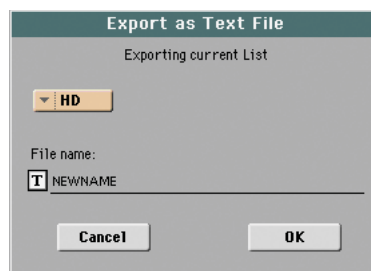 Export as Text File
Exporting current List
HD
File name:
T NEWNAME
Cancel OK